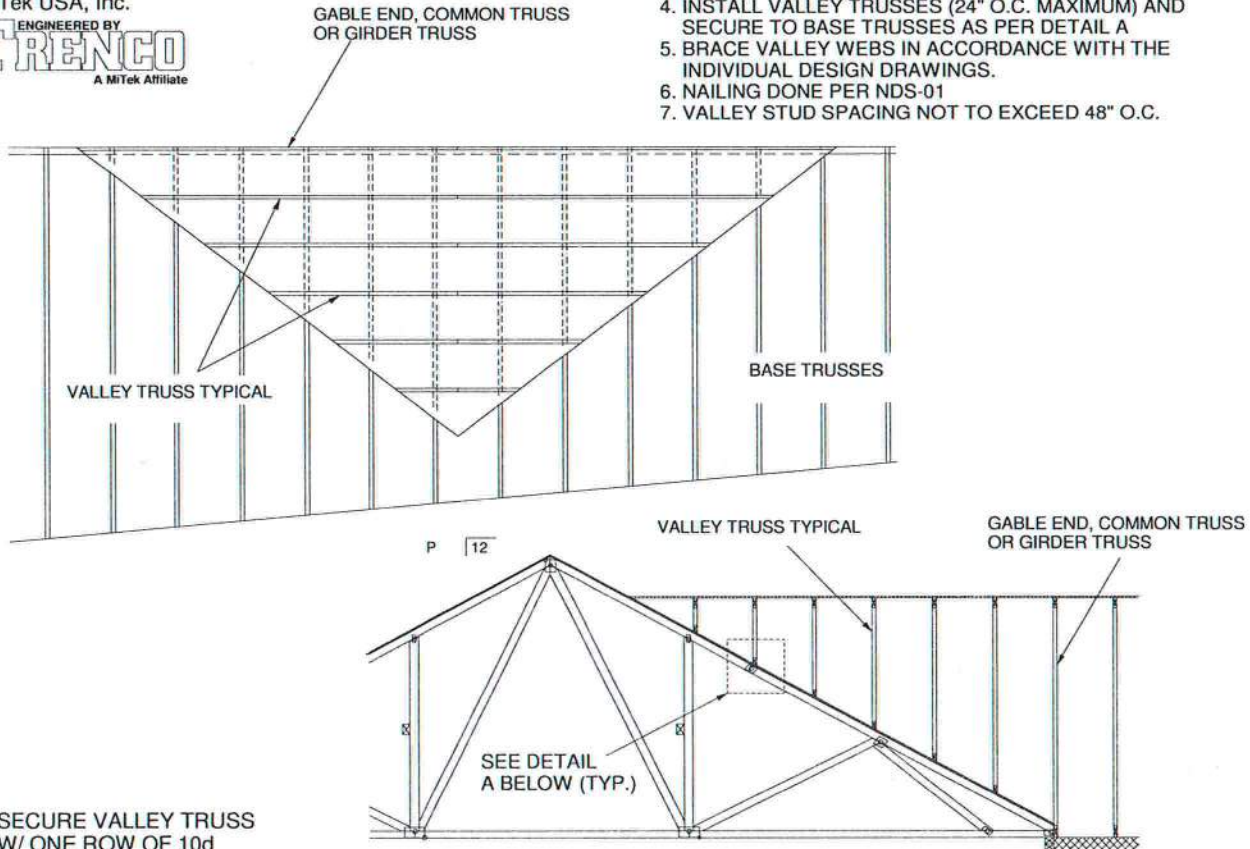 Tek USA, Inc.
ENGINEERED BY
TRENCO
A MiTek Affiliate
GABLE END, COMMON TRUSS
OR GIRDER TRUSS
4. INSTALL VALLEY TRUSSES (24" O.C. MAXIMUM) AND
SECURE TO BASE TRUSSES AS PER DETAIL A
5. BRACE VALLEY WEBS IN ACCORDANCE WITH THE
INDIVIDUAL DESIGN DRAWINGS.
6. NAILING DONE PER NDS-01
7. VALLEY STUD SPACING NOT TO EXCEED 48" O.C.
VALLEY TRUSS TYPICAL
BASE TRUSSES
P 12
VALLEY TRUSS TYPICAL
GABLE END, COMMON TRUSS
OR GIRDER TRUSS
SEE DETAIL
A BELOW (TYP.)
SECURE VALLEY TRUSS
W/ ONE ROW OF 10d